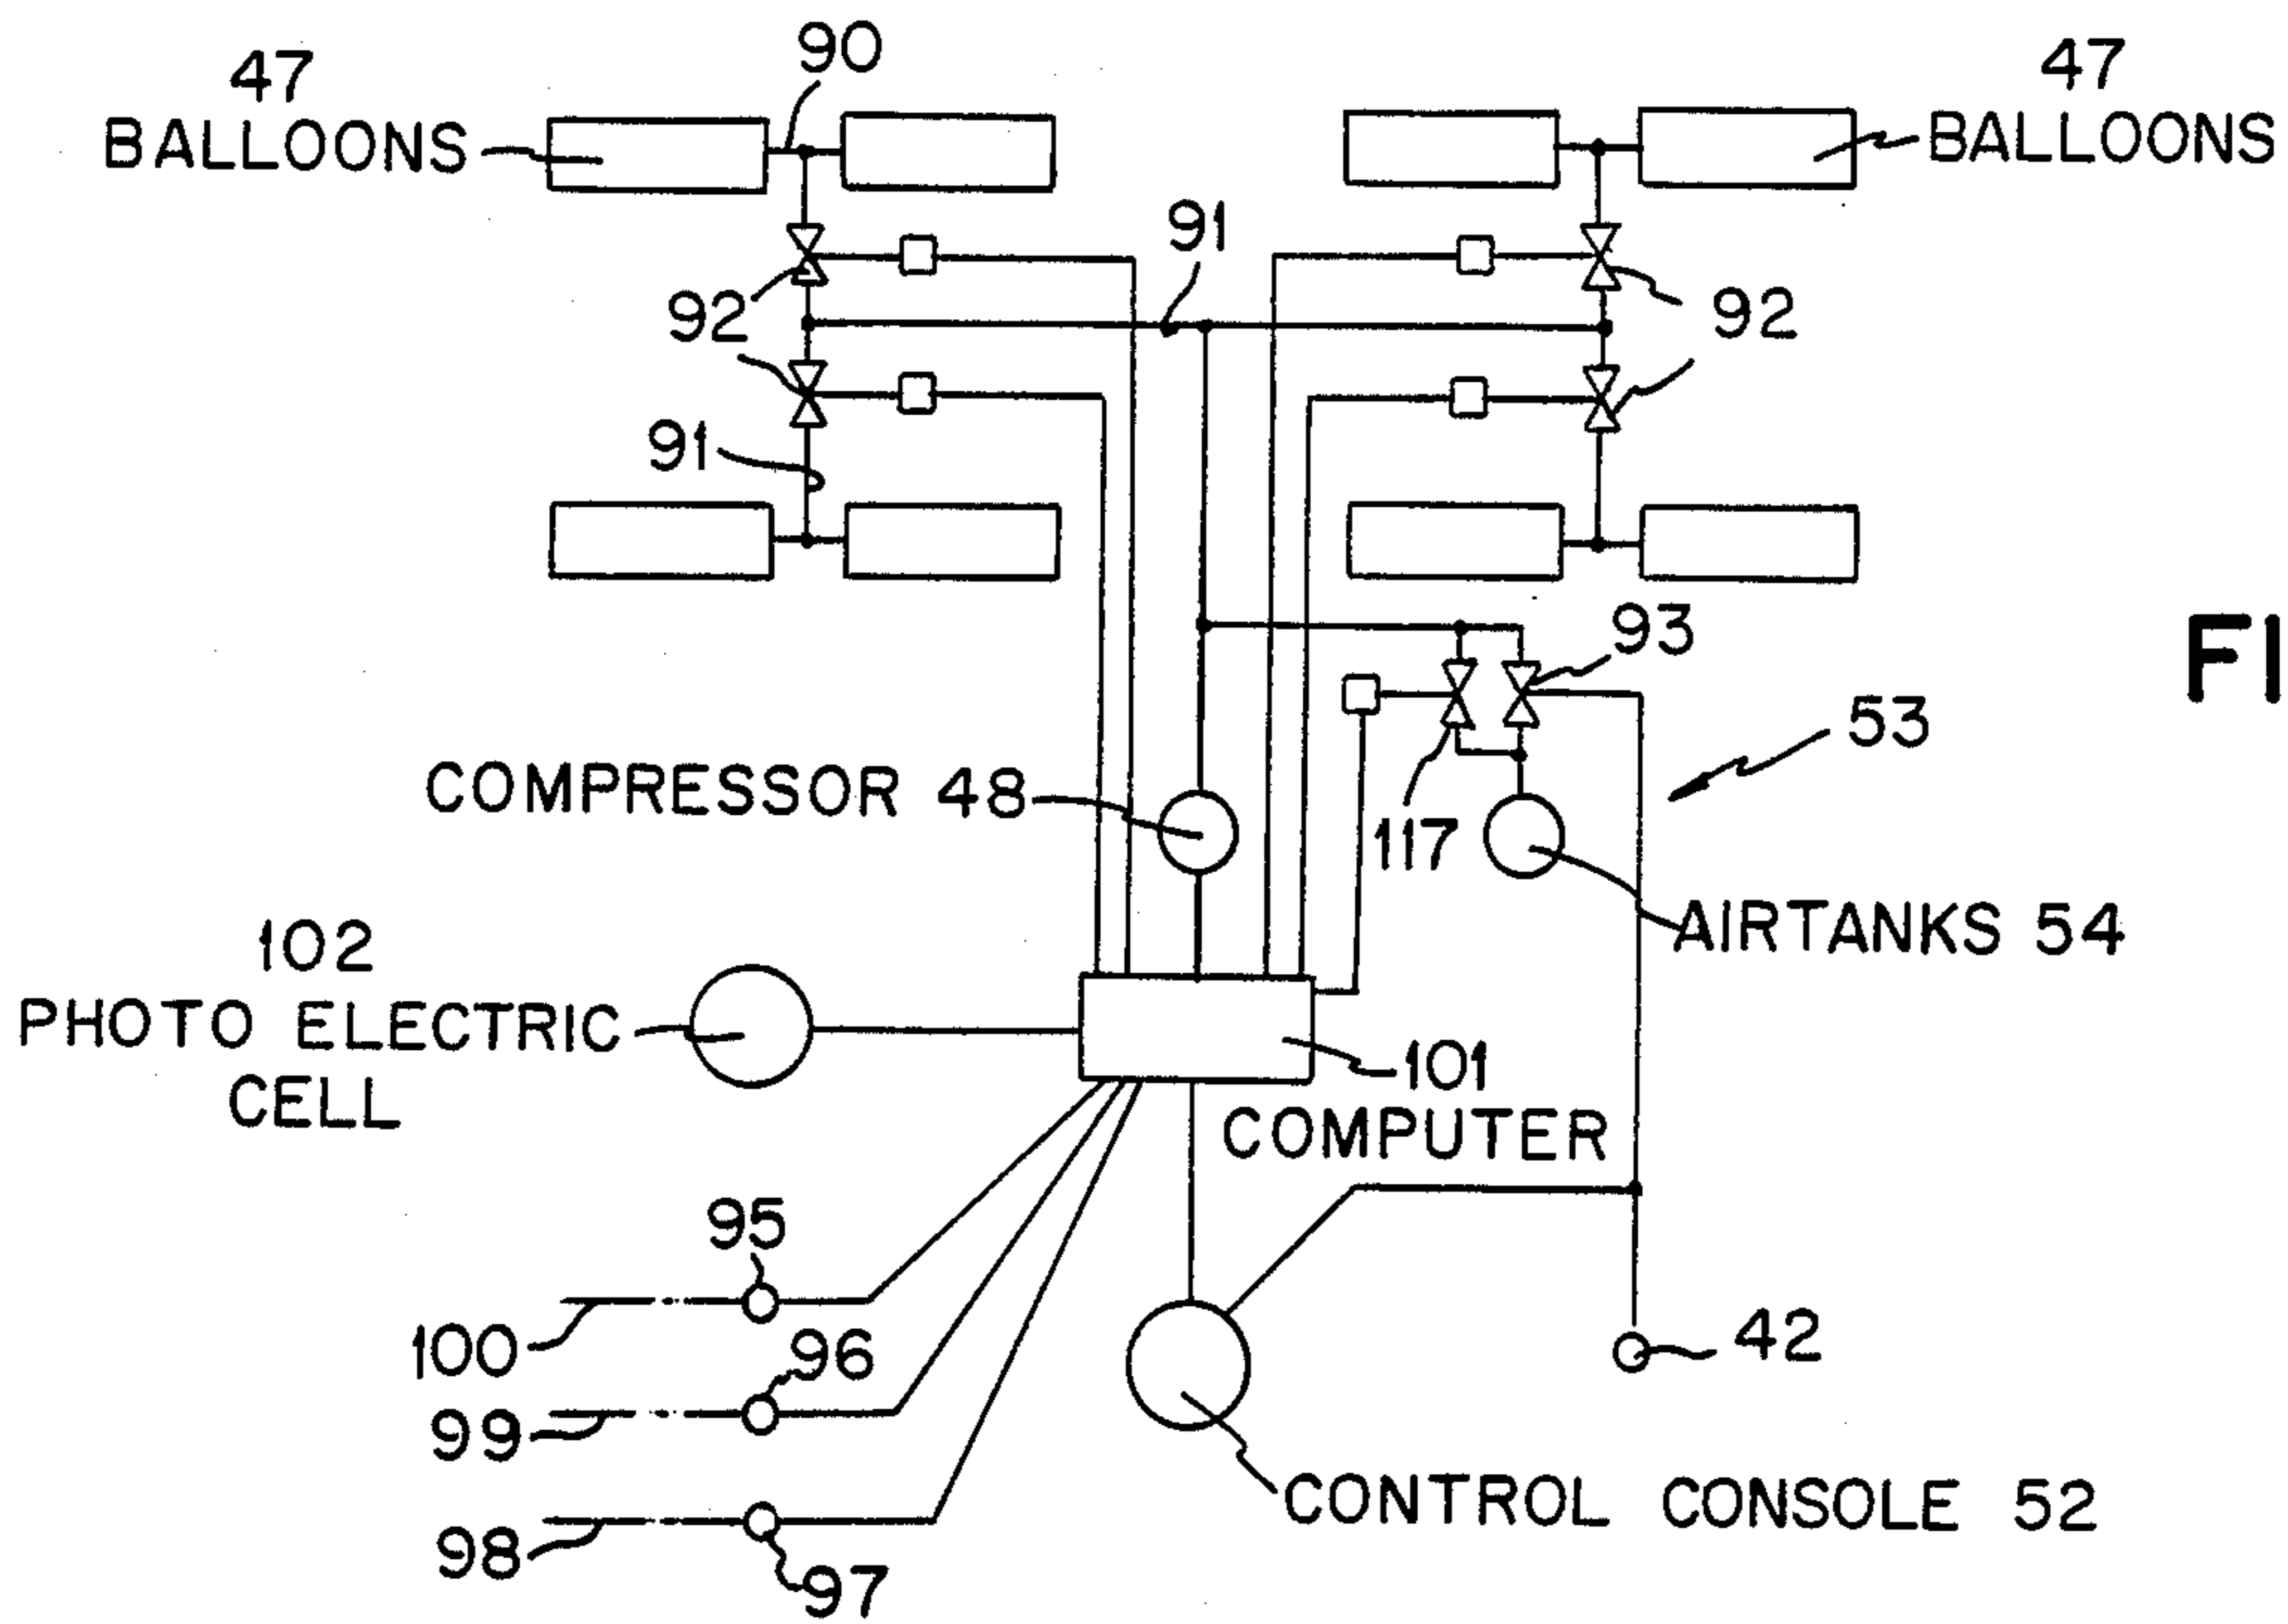 90
47
BALLOONS
47
BALLOONS
91
92
92
91
93
53
FI
COMPRESSOR 48
117
AIRTANKS 54
102
PHOTO ELECTRIC
CELL
101
COMPUTER
95
100
96
42
99
CONTROL CONSOLE 52
98
97